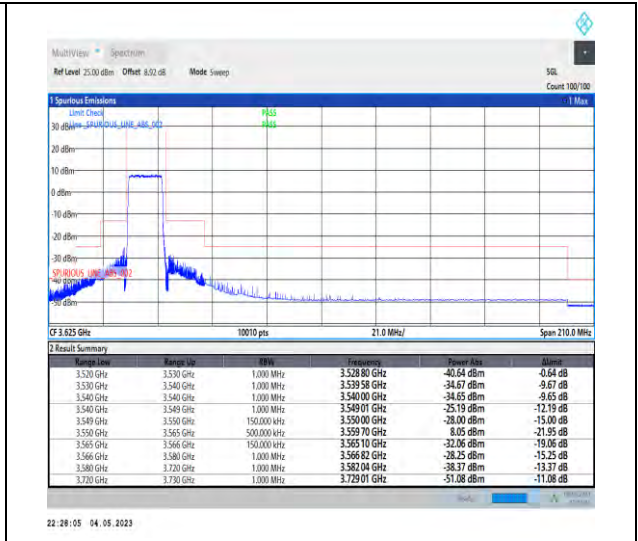 MultiView Spectrum
Ref Level 25.00 dBm Offset 8.92 dB Mode Sweep SGL
Count 100/100
1 Spurious Emissions 1 Max
Limit Check PASS
30 dBm Line _SPURIOUS_LINE_ABS_002 PASS
20 dBm
10 dBm
0 dBm
-10 dBm
-20 dBm
-30 dBm
_SPURIOUS_LINE_ABS_002
-40 dBm
-50 dBm
CF 3.625 GHz 10010 pts 21.0 MHz/ Span 210.0 MHz
2 Result Summary
Range Low Range Up RBW Frequency Power Abs ΔLimit
3.520 GHz 3.530 GHz 1.000 MHz 3.528 80 GHz -40.64 dBm -0.64 dB
3.530 GHz 3.540 GHz 1.000 MHz 3.539 58 GHz -34.67 dBm -9.67 dB
3.540 GHz 3.540 GHz 1.000 MHz 3.540 00 GHz -34.65 dBm -9.65 dB
3.540 GHz 3.549 GHz 1.000 MHz 3.549 01 GHz -25.19 dBm -12.19 dB
3.549 GHz 3.550 GHz 150.000 kHz 3.550 00 GHz -28.00 dBm -15.00 dB
3.550 GHz 3.565 GHz 500.000 kHz 3.559 70 GHz 8.05 dBm -21.95 dB
3.565 GHz 3.566 GHz 150.000 kHz 3.565 10 GHz -32.06 dBm -19.06 dB
3.566 GHz 3.580 GHz 1.000 MHz 3.566 82 GHz -28.25 dBm -15.25 dB
3.580 GHz 3.720 GHz 1.000 MHz 3.582 04 GHz -38.37 dBm -13.37 dB
3.720 GHz 3.730 GHz 1.000 MHz 3.729 01 GHz -51.08 dBm -11.08 dB
22:28:05 04.05.2023